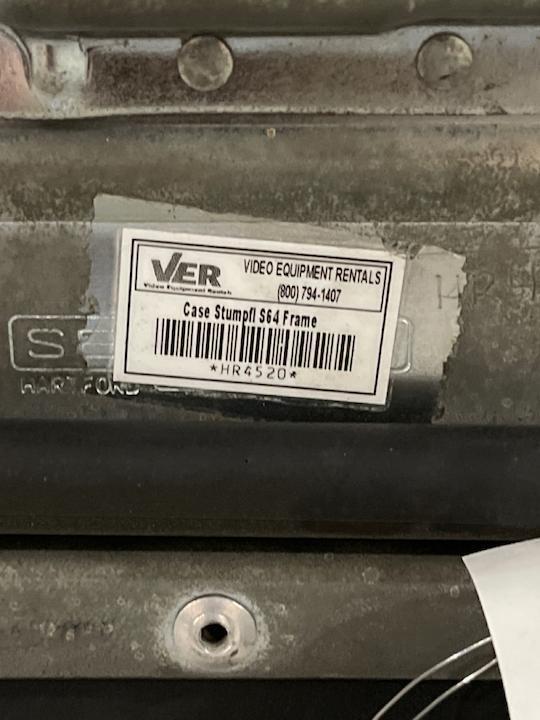 VER
Video Equipment Rentals
VIDEO EQUIPMENT RENTALS
(800) 794-1407
Case Stumpfl S64 Frame
*HR4520*
HARTFORD